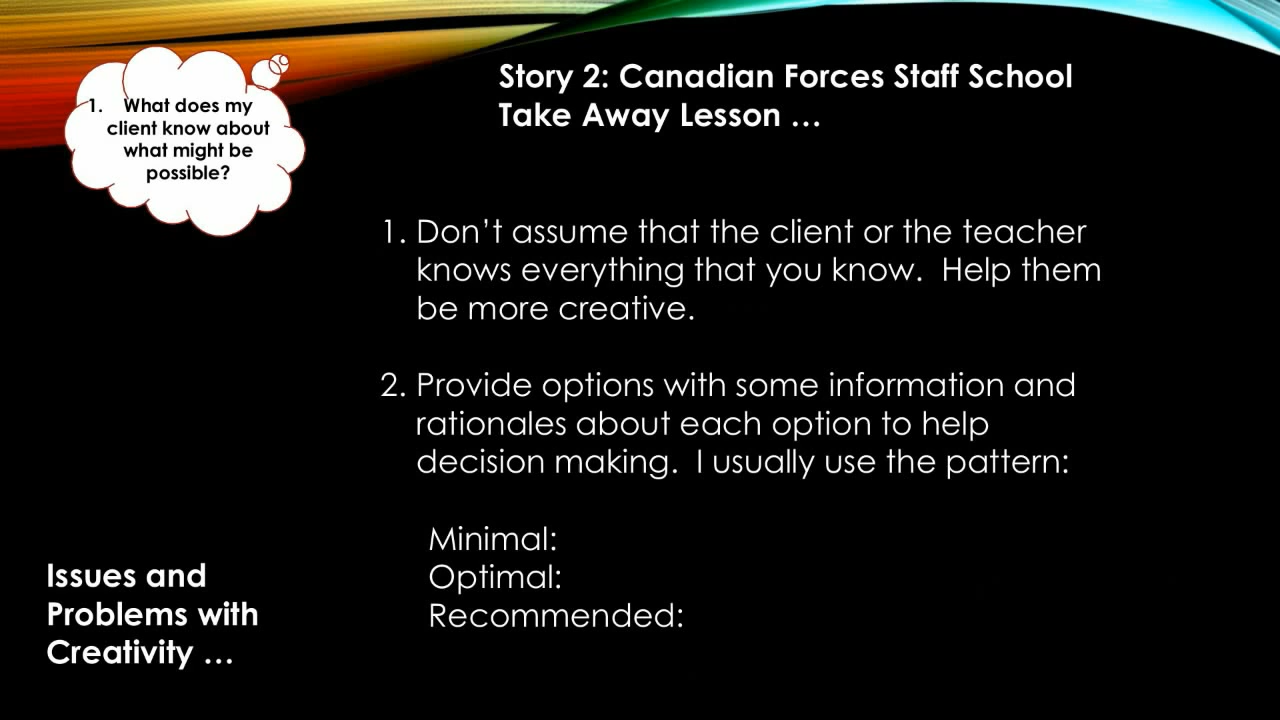 1. What does my
client know about
what might be
possible?
Story 2: Canadian Forces Staff School
Take Away Lesson …
1. Don’t assume that the client or the teacher
knows everything that you know.  Help them
be more creative.
2. Provide options with some information and
rationales about each option to help
decision making.  I usually use the pattern:
Minimal:
Optimal:
Recommended:
Issues and
Problems with
Creativity …